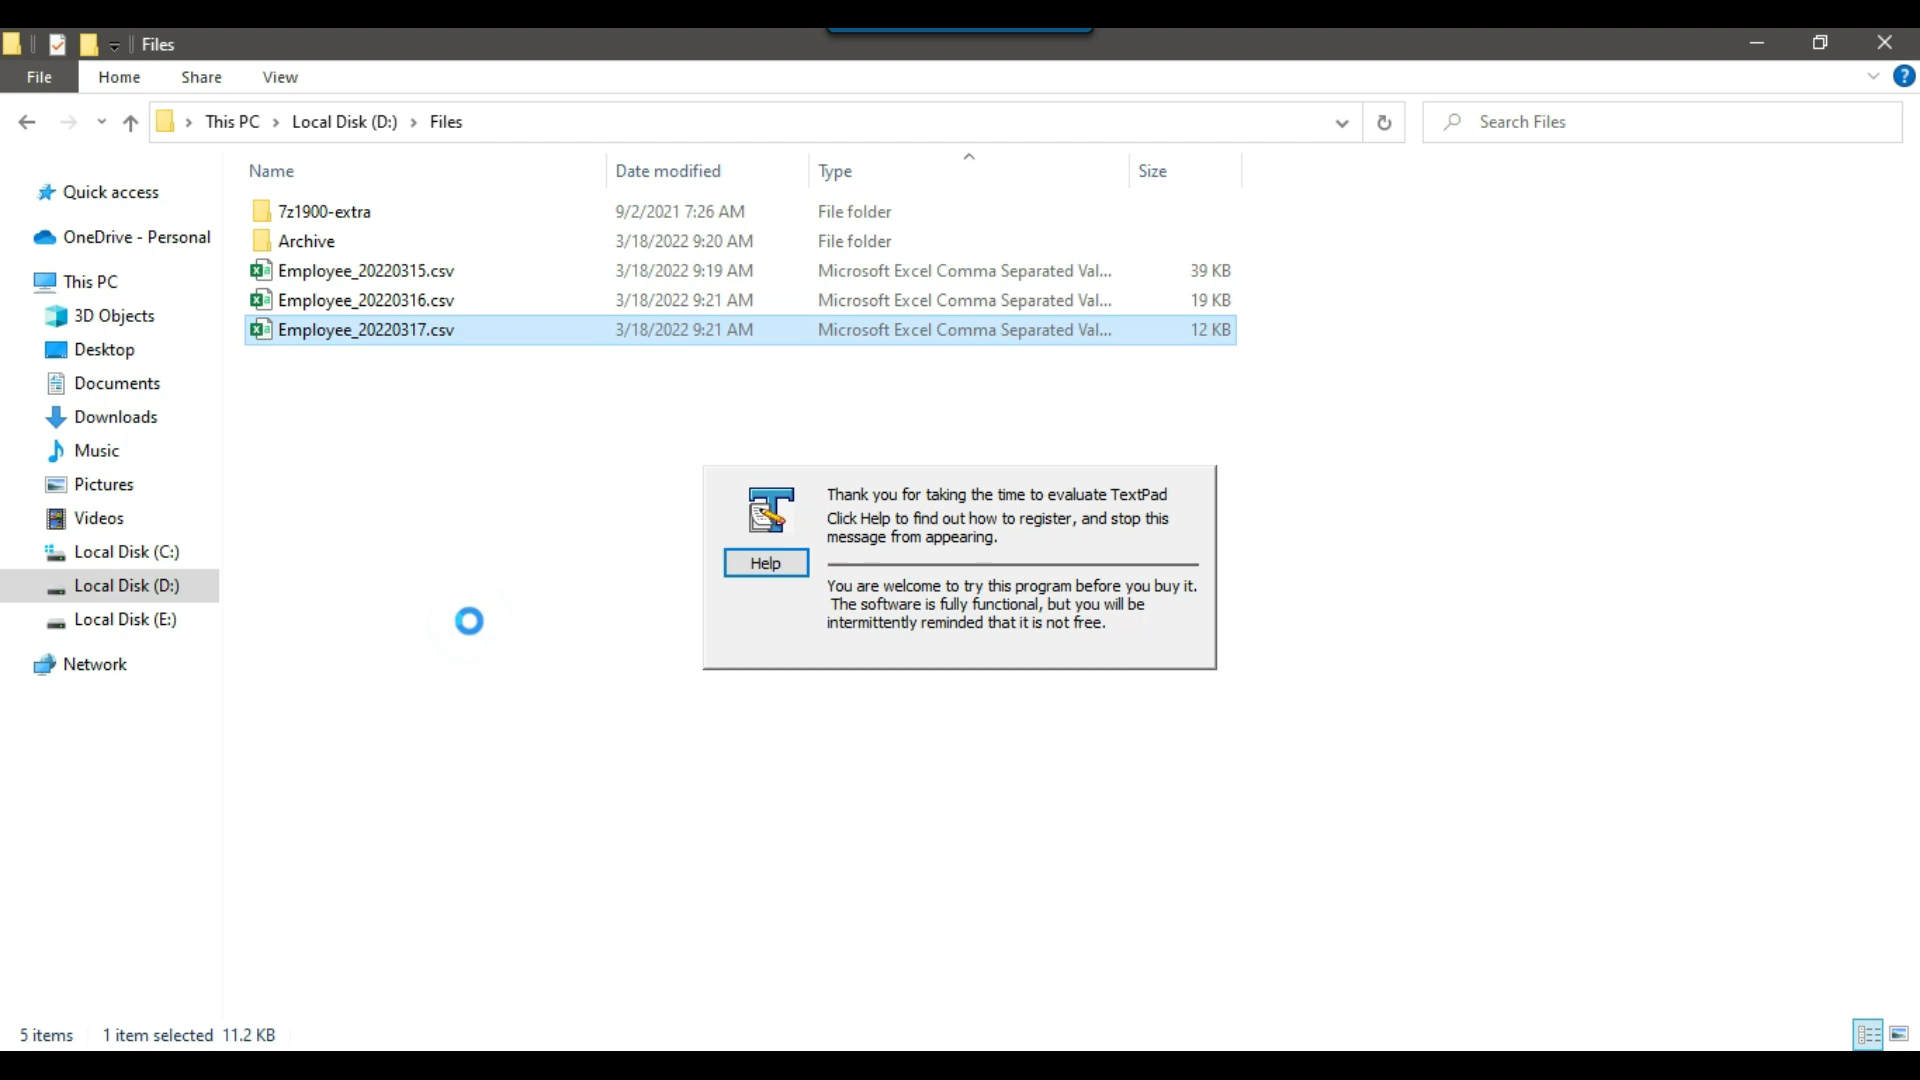 Files
File Home Share View
?
This PC Local Disk (D:) Files
Search Files
Name Date modified Type Size
Quick access
OneDrive - Personal
This PC
3D Objects
Desktop
Documents
Downloads
Music
Pictures
Videos
Local Disk (C:)
Local Disk (D:)
Local Disk (E:)
Network
7z1900-extra 9/2/2021 7:26 AM File folder
Archive 3/18/2022 9:20 AM File folder
Employee_20220315.csv 3/18/2022 9:19 AM Microsoft Excel Comma Separated Val... 39 KB
Employee_20220316.csv 3/18/2022 9:21 AM Microsoft Excel Comma Separated Val... 19 KB
Employee_20220317.csv 3/18/2022 9:21 AM Microsoft Excel Comma Separated Val... 12 KB
Thank you for taking the time to evaluate TextPad
Click Help to find out how to register, and stop this
message from appearing.
Help
You are welcome to try this program before you buy it.
The software is fully functional, but you will be
intermittently reminded that it is not free.
5 items 1 item selected 11.2 KB